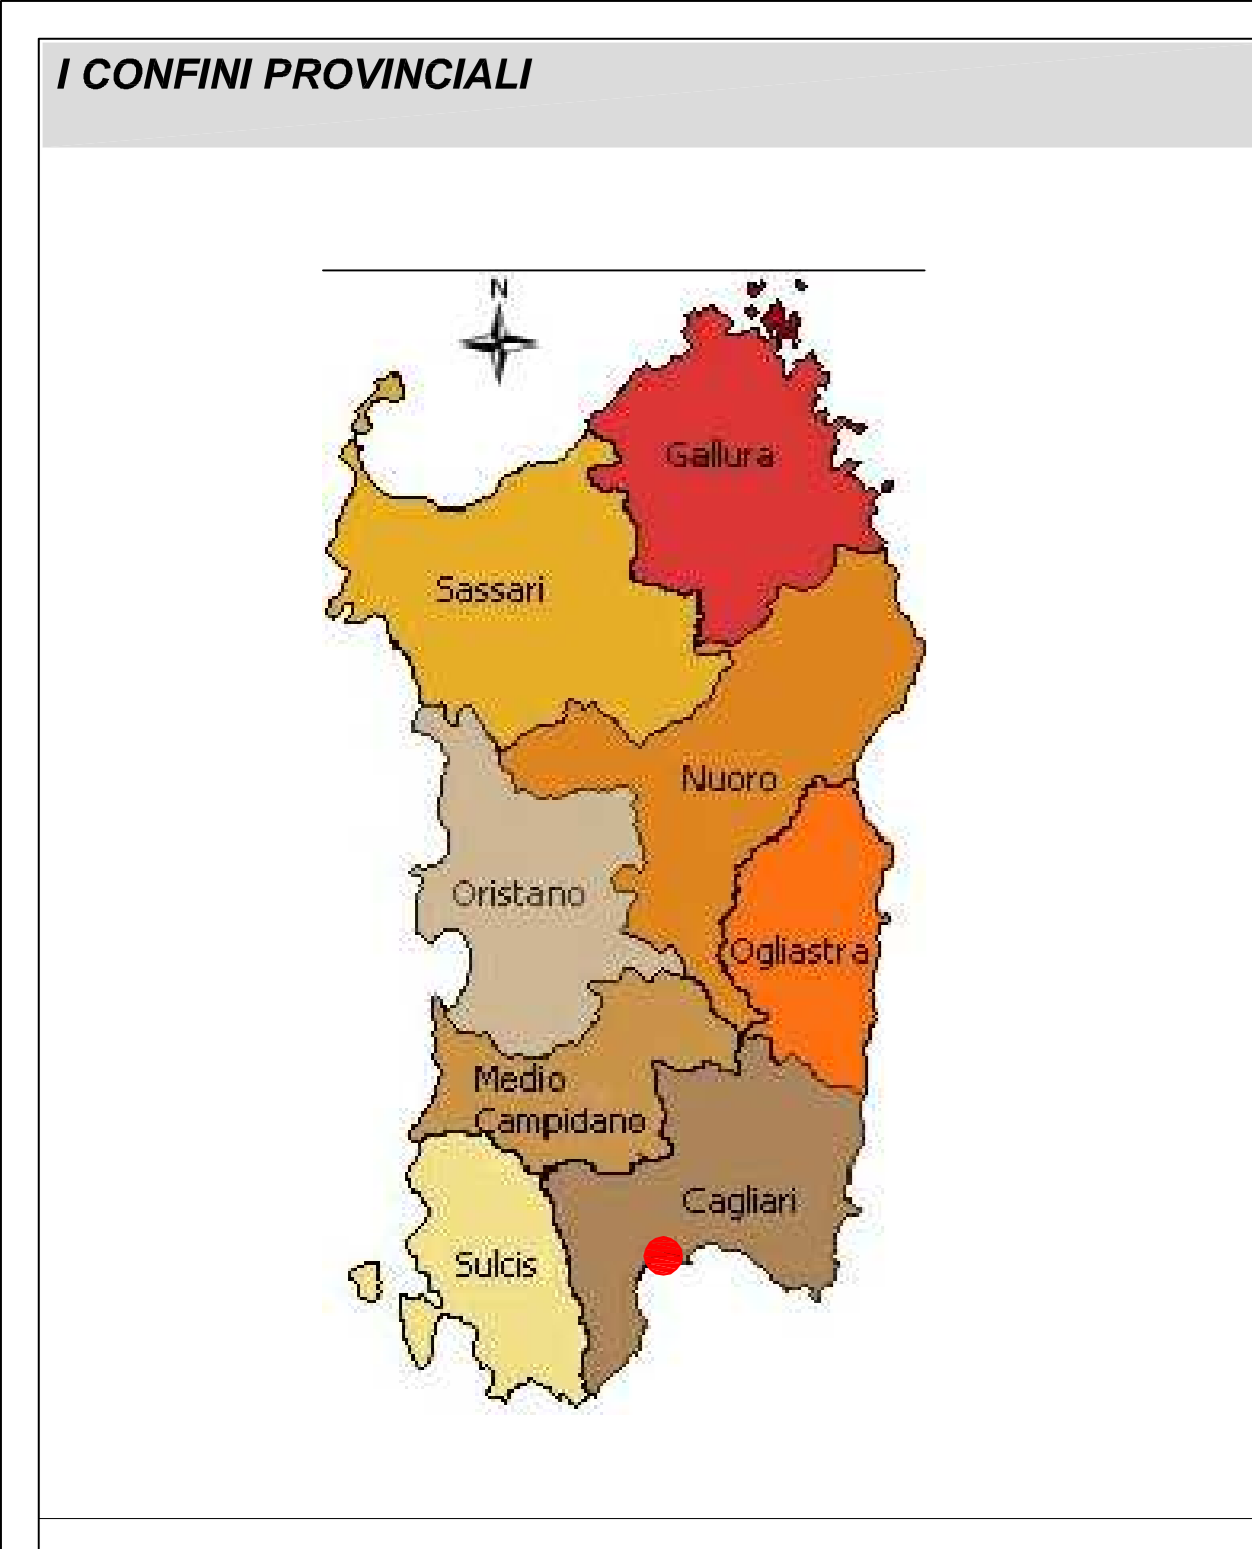 I CONFINI PROVINCIALI
N
Gallura
Sassari
Nuoro
Oristano
Ogliastra
Medio
Campidano
Cagliari
Sulcis